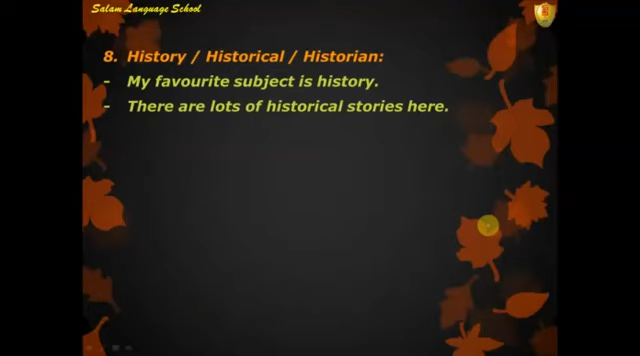 Salam Language School
8. History / Historical / Historian:
- My favourite subject is history.
- There are lots of historical stories here.